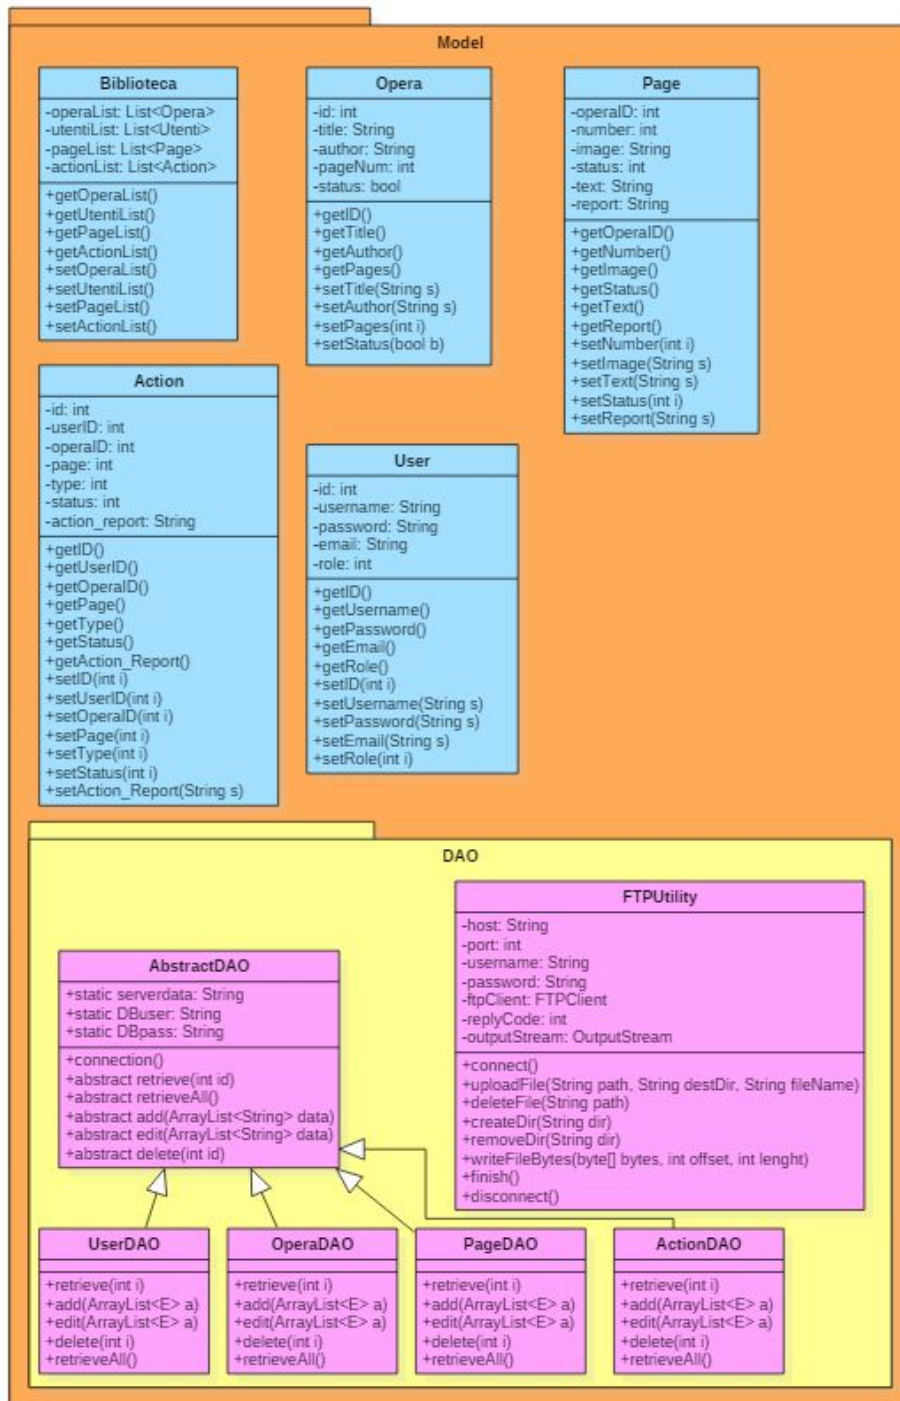 Model
Biblioteca
-operaList: List<Opera>
-utentiList: List<Utenti>
-pageList: List<Page>
-actionList: List<Action>
+getOperaList()
+getUtentiList()
+getPageList()
+getActionList()
+setOperaList()
+setUtentiList()
+setPageList()
+setActionList()
Opera
-id: int
-title: String
-author: String
-pageNum: int
-status: bool
+getID()
+getTitle()
+getAuthor()
+getPages()
+setTitle(String s)
+setAuthor(String s)
+setPages(int i)
+setStatus(bool b)
Page
-operaID: int
-number: int
-image: String
-status: int
-text: String
-report: String
+getOperaID()
+getNumber()
+getImage()
+getStatus()
+getText()
+getReport()
+setNumber(int i)
+setImage(String s)
+setText(String s)
+setStatus(int i)
+setReport(String s)
Action
-id: int
-userID: int
-operaID: int
-page: int
-type: int
-status: int
-action_report: String
+getID()
+getUserID()
+getOperaID()
+getPage()
+getType()
+getStatus()
+getAction_Report()
+setID(int i)
+setUserID(int i)
+setOperaID(int i)
+setPage(int i)
+setType(int i)
+setStatus(int i)
+setAction_Report(String s)
User
-id: int
-username: String
-password: String
-email: String
-role: int
+getID()
+getUsername()
+getPassword()
+getEmail()
+getRole()
+setID(int i)
+setUsername(String s)
+setPassword(String s)
+setEmail(String s)
+setRole(int i)
DAO
AbstractDAO
+static serverdata: String
+static DBuser: String
+static DBpass: String
+connection()
+abstract retrieve(int id)
+abstract retrieveAll()
+abstract add(ArrayList<String> data)
+abstract edit(ArrayList<String> data)
+abstract delete(int id)
FTPUtility
-host: String
-port: int
-username: String
-password: String
-ftpClient: FTPClient
-replyCode: int
-outputStream: OutputStream
+connect()
+uploadFile(String path, String destDir, String fileName)
+deleteFile(String path)
+createDir(String dir)
+removeDir(String dir)
+writeFileBytes(byte[] bytes, int offset, int lenght)
+finish()
+disconnect()
UserDAO
+retrieve(int i)
+add(ArrayList<E> a)
+edit(ArrayList<E> a)
+delete(int i)
+retrieveAll()
OperaDAO
+retrieve(int i)
+add(ArrayList<E> a)
+edit(ArrayList<E> a)
+delete(int i)
+retrieveAll()
PageDAO
+retrieve(int i)
+add(ArrayList<E> a)
+edit(ArrayList<E> a)
+delete(int i)
+retrieveAll()
ActionDAO
+retrieve(int i)
+add(ArrayList<E> a)
+edit(ArrayList<E> a)
+delete(int i)
+retrieveAll()